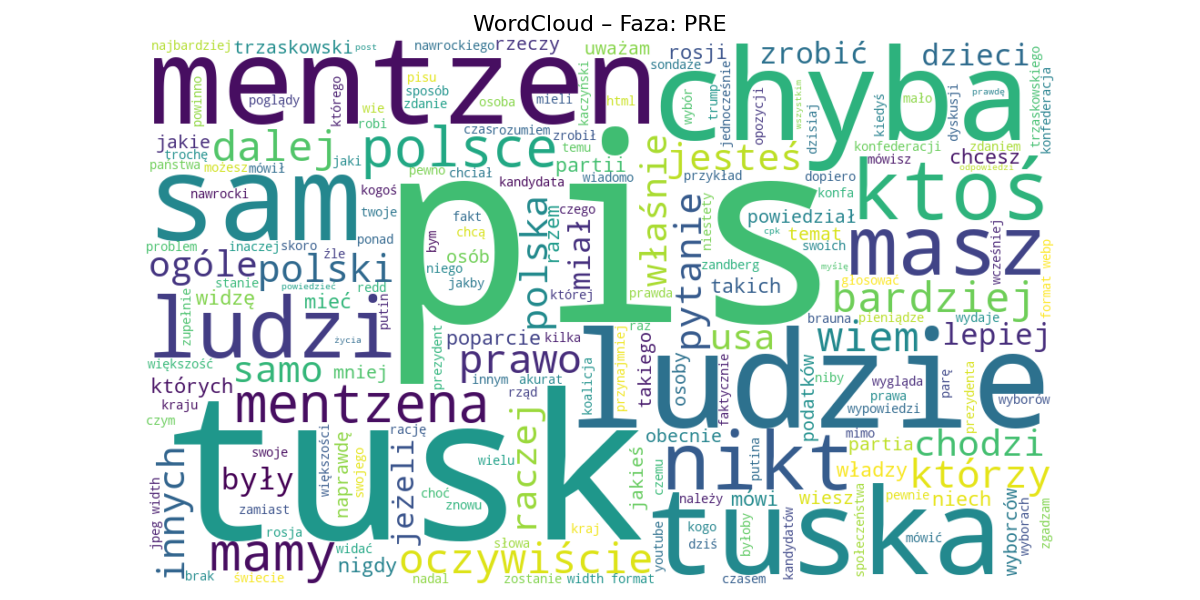 WordCloud – Faza: PRE
najbardziej
trzaskowski
post
nawrockiego
rzeczy
uważam
rosji
zrobić
dzieci
mentzen
chyba
powinno
poglądy
którego
pisu
sposób
zdanie
wie
robi
osoba
mieli
html
sondaże
kaczyński
wybór
trump
jednocześnie
opozycji
wszystkim
dzisiaj
kiedyś
mało
dyskusji
prawdę
trzaskowskiego
konfederacja
jakie
dalej
polsce
czas
rozumiem
zrobił
temu
partii
właśnie
jesteś
konfederacji
mówisz
zdaniem
chcesz
odpowiedzi
trochę
państwa
możesz
mówił
jaki
pewno
chciał
wiadomo
przykład
dopiero
nawrocki
sam
kogoś
kandydata
konfa
ktoś
twoje
pis
fakt
chcą
bym
niego
osób
jakby
polska
razem
czego
miał
której
prawda
pytanie
niestety
powiedział
temat
cpk
swoich
zandberg
myślę
takich
masz
wcześniej
głosować
format webp
problem
inaczej
skoro
ponad
źle
ogóle
polski
stanie
powiedzieć
redd
widzę
mieć
putin
zupełnie
ludzi
życia
bardziej
brauna
pieniądze
wydaje
usa
raz
wiem
lepiej
poparcie
kilka
prezydent
prawo
większość
samo
mniej
których
kraju
czym
innym
akurat
rząd
koalicja
przynajmniej
takiego
osoby
faktycznie
podatków
niby
wygląda
prawa
wypowiedzi
parę
prezydenta
wyborów
ludzie
mentzena
tusk
rację
swoje
większości
naprawdę
swojego
były
innych
zamiast
jpeg width
rosja
jeżeli
wielu
choć
znowu
raczej
jakieś
obecnie
czemu
nikt
putina
mimo
partia
chodzi
władzy
którzy
należy
mówi
wiesz
pewnie
niech
kraj
youtube
kogo
dziś
byłoby
tuska
kandydatów
społeczeństwa
mówić
wyborców
wyborach
zgadzam
mamy
widać
nigdy
oczywiście
słowa
brak
świecie
nadal
zostanie
width format
czasem